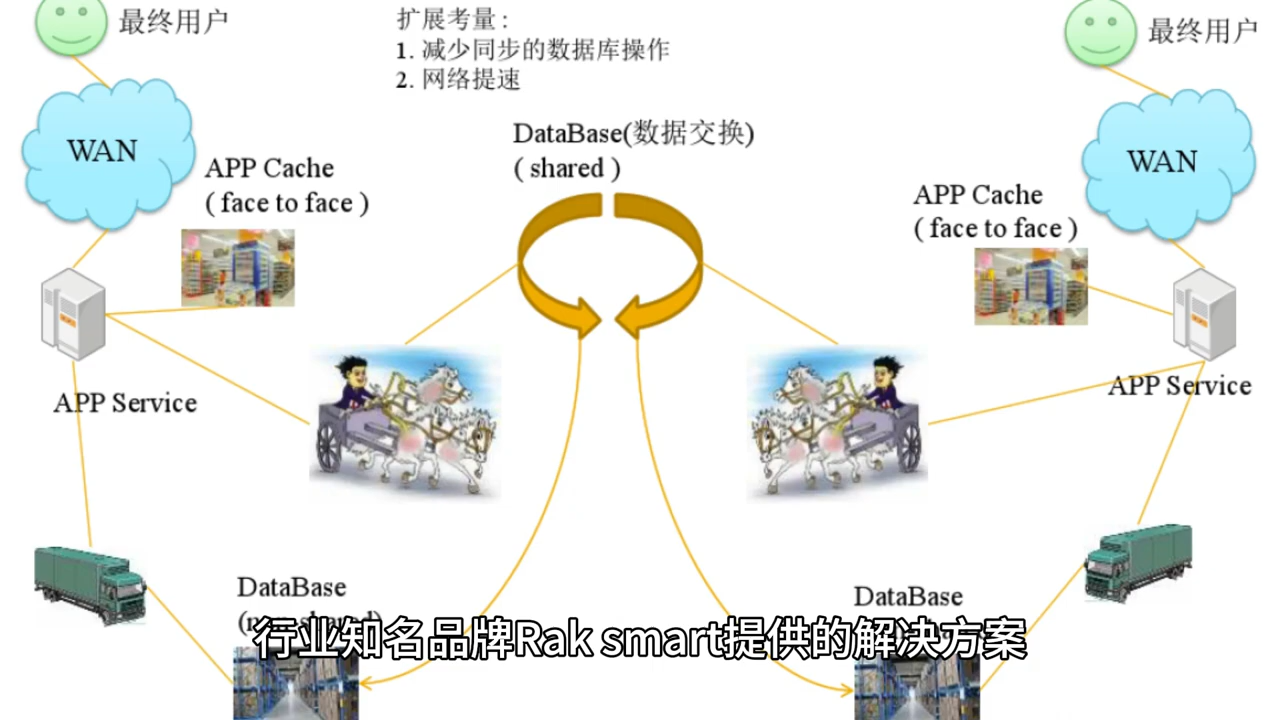 最终用户
扩展考量：
1. 减少同步的数据库操作
2. 网络提速
最终用户
WAN
WAN
DataBase(数据交换)
( shared )
APP Cache
( face to face )
APP Cache
( face to face )
APP Service
APP Service
DataBase
DataBase
行业知名品牌Rak smart提供的解决方案